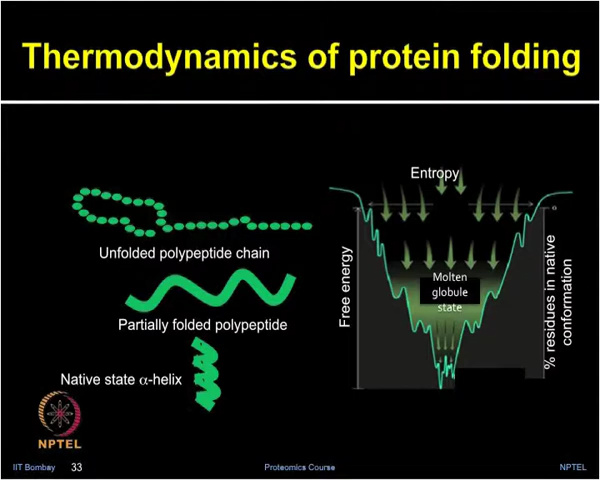 Thermodynamics of protein folding
Entropy
0
Unfolded polypeptide chain
Free energy
Molten
globule
state
% residues in native
conformation
Partially folded polypeptide
Native state α-helix
NPTEL
IIT Bombay
33
Proteomics Course
NPTEL